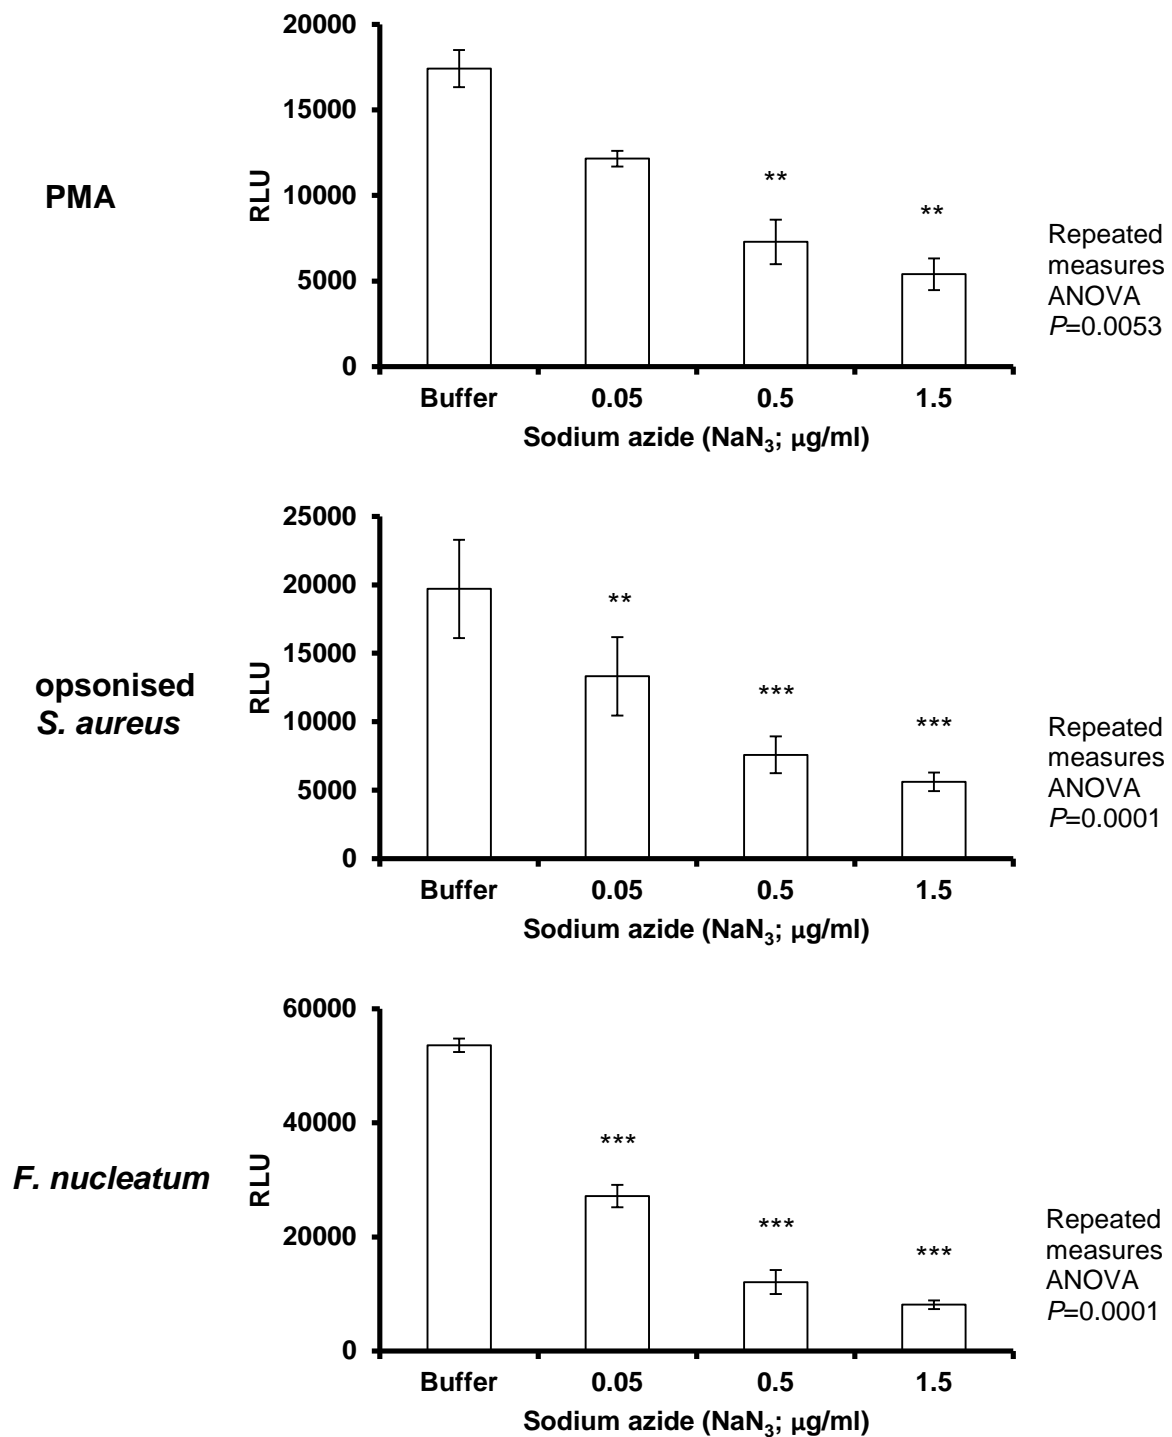 20000
15000
10000
5000
0
RLU
PMA
**
**
Buffer 0.05 0.5 1.5
Sodium azide (NaN₃; µg/ml)
Repeated
measures
ANOVA
P=0.0053
25000
20000
15000
10000
5000
0
RLU
opsonised
S. aureus
**
***
***
Buffer 0.05 0.5 1.5
Sodium azide (NaN₃; µg/ml)
Repeated
measures
ANOVA
P=0.0001
60000
40000
20000
0
RLU
F. nucleatum
***
***
***
Buffer 0.05 0.5 1.5
Sodium azide (NaN₃; µg/ml)
Repeated
measures
ANOVA
P=0.0001